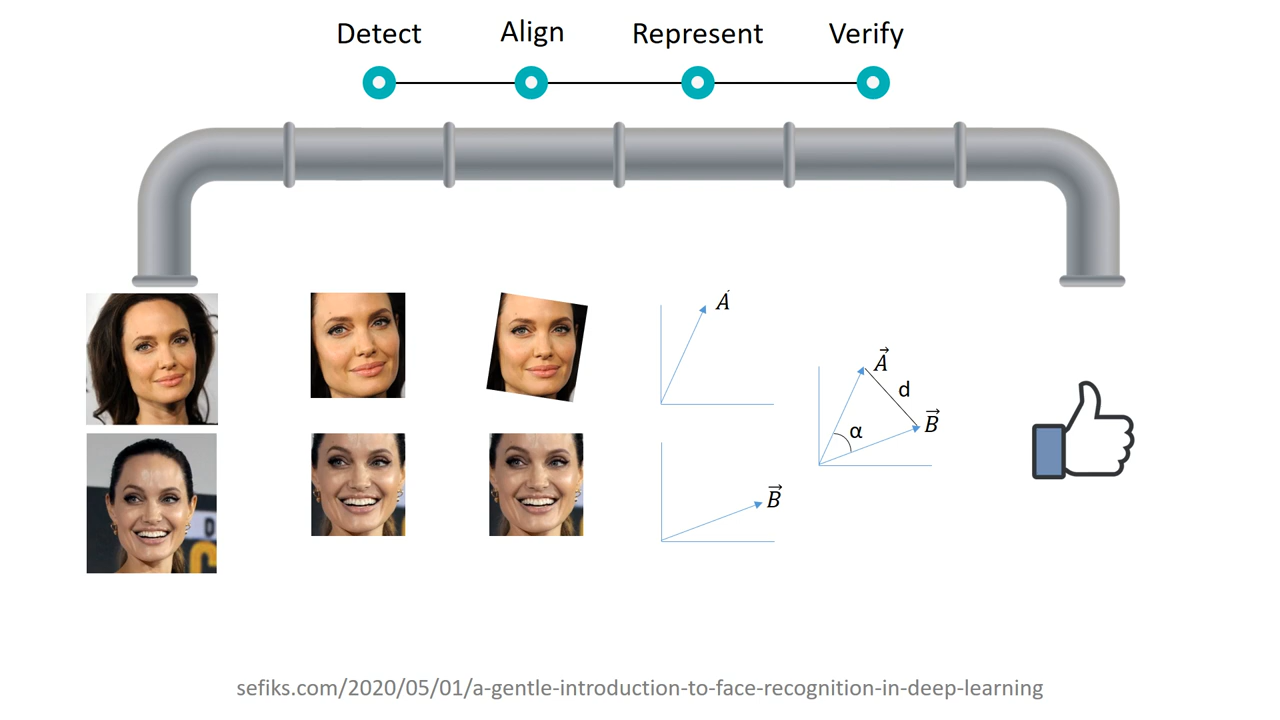 Detect Align Represent Verify
A⃗
A⃗
d
α
B⃗
B⃗
sefiks.com/2020/05/01/a-gentle-introduction-to-face-recognition-in-deep-learning